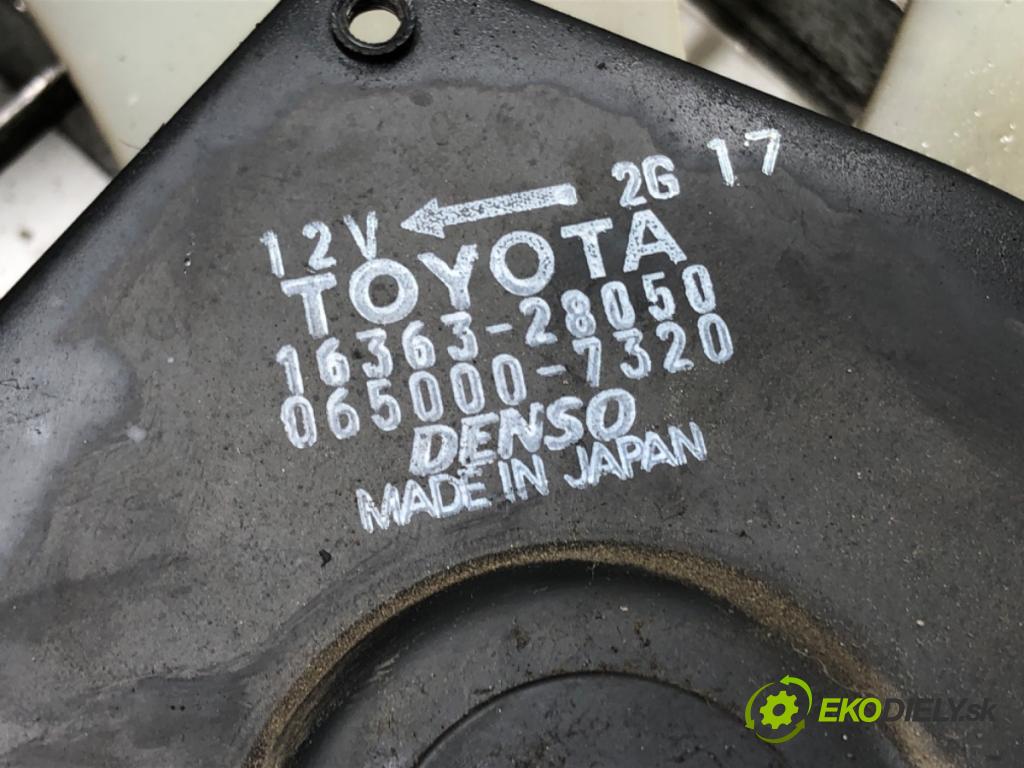 12V 2G 17
TOYOTA
16363-28050
065000-7320
DENSO
MADE IN JAPAN
EKODIELY.sk